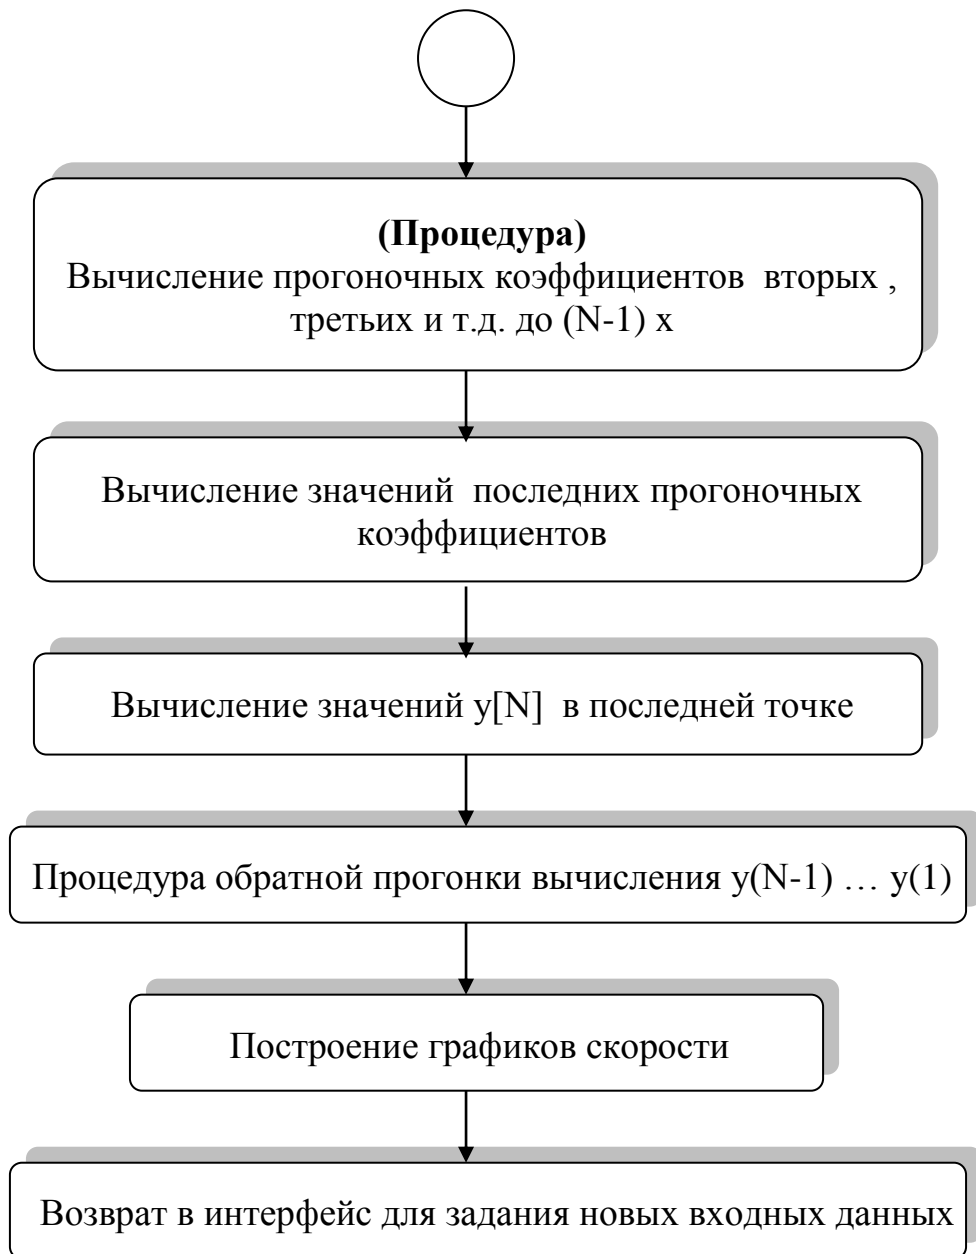 (Процедура)
Вычисление прогоночных коэффициентов вторых ,
третьих и т.д. до (N-1) х
Вычисление значений последних прогоночных
коэффициентов
Вычисление значений y[N] в последней точке
Процедура обратной прогонки вычисления y(N-1) … y(1)
Построение графиков скорости
Возврат в интерфейс для задания новых входных данных